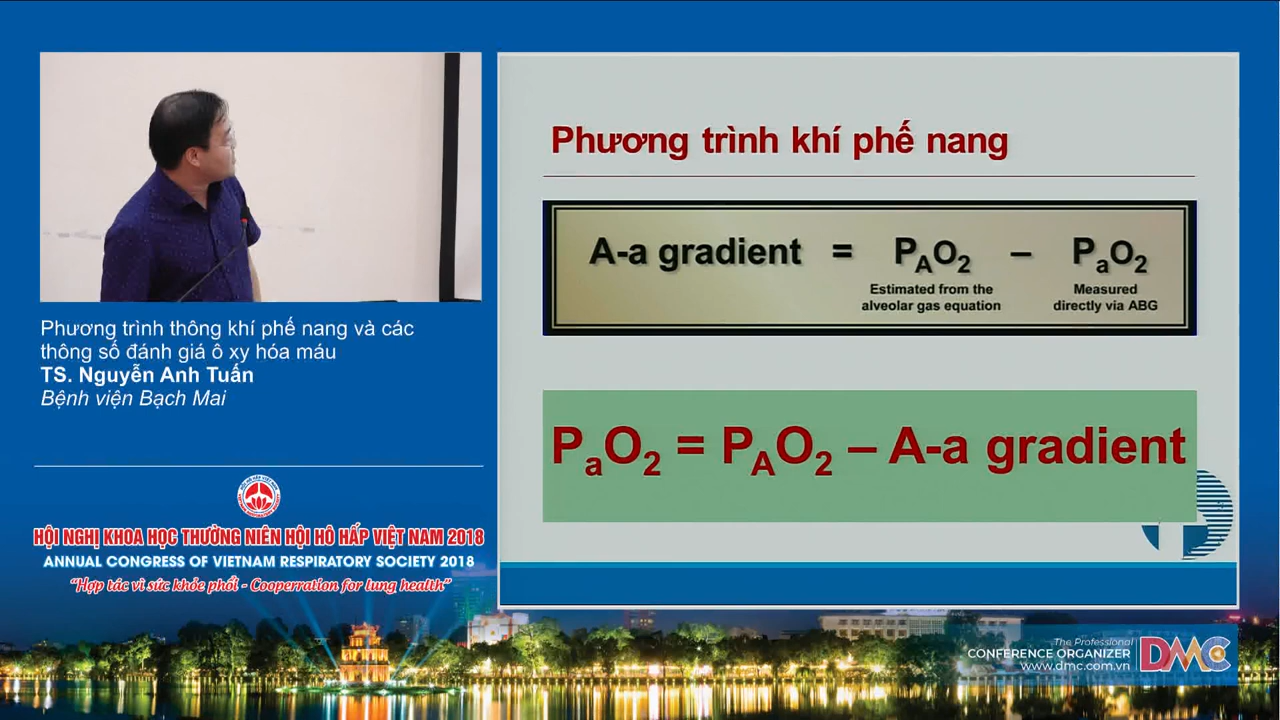 Phương trình khí phế nang
A-a gradient = PAO2 – PaO2
Estimated from the alveolar gas equation
Measured directly via ABG
PaO2 = PAO2 – A-a gradient
Phương trình thông khí phế nang và các
thông số đánh giá ô xy hóa máu
TS. Nguyễn Anh Tuấn
Bệnh viện Bạch Mai
HỘI NGHỊ KHOA HỌC THƯỜNG NIÊN HỘI HÔ HẤP VIỆT NAM 2018
ANNUAL CONGRESS OF VIETNAM RESPIRATORY SOCIETY 2018
"Hợp tác vì sức khỏe phổi - Cooperration for lung health"
The Professional
CONFERENCE ORGANIZER
www.dmc.com.vn
DMC